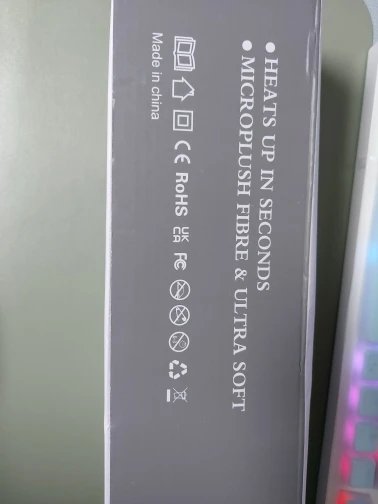 ● HEATS UP IN SECONDS
● MICROPLUSH FIBRE & ULTRA SOFT
CE RoHS UK CA FC
Made in china